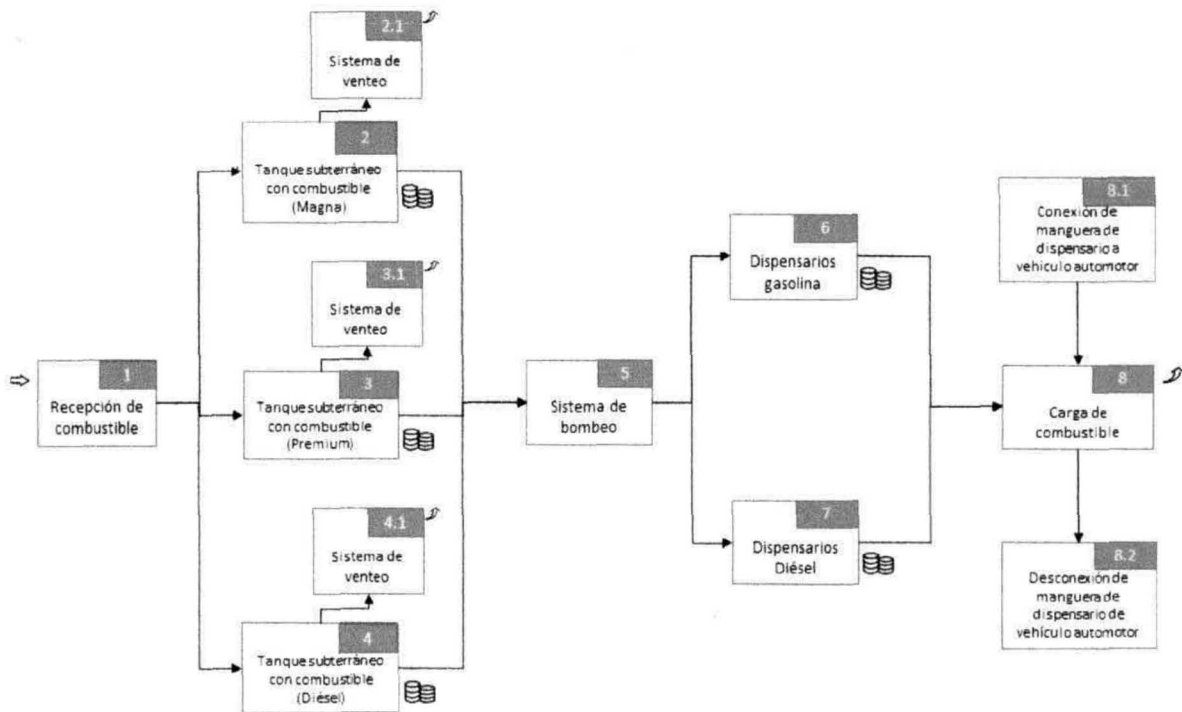 2.1
Sistema de
venteo
2
Tanque subterráneo
con combustible
(Magna)
3.1
Sistema de
venteo
1
Recepción de
combustible
3
Tanque subterráneo
con combustible
(Premium)
4.1
Sistema de
venteo
4
Tanque subterráneo
con combustible
(Diésel)
5
Sistema de
bombeo
6
Dispensarios
gasolina
7
Dispensarios
Diésel
8.1
Conexión de
manguera de
dispensario a
vehículo automotor
8
Carga de
combustible
8.2
Desconexión de
manguera de
dispensario de
vehículo automotor